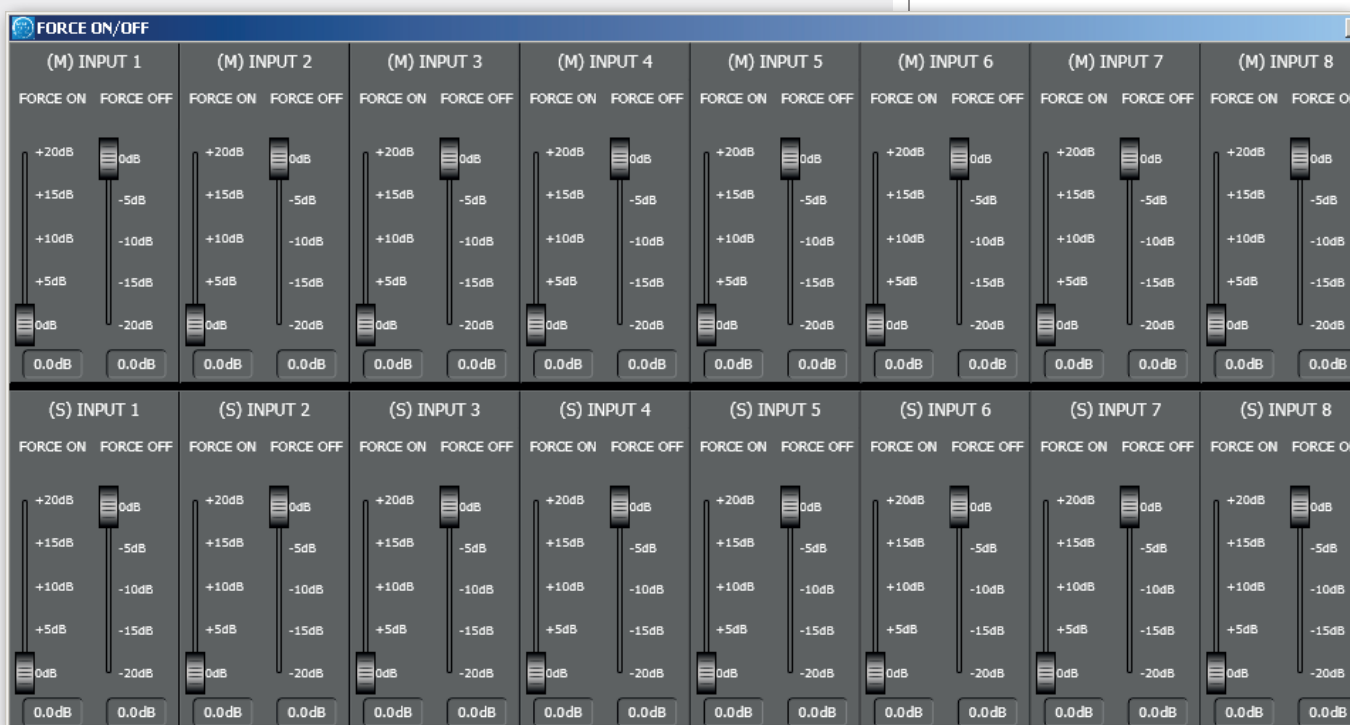 FORCE ON/OFF
(M) INPUT 1 (M) INPUT 2 (M) INPUT 3 (M) INPUT 4 (M) INPUT 5 (M) INPUT 6 (M) INPUT 7 (M) INPUT 8
FORCE ON FORCE OFF FORCE ON FORCE OFF FORCE ON FORCE OFF FORCE ON FORCE OFF FORCE ON FORCE OFF FORCE ON FORCE OFF FORCE ON FORCE OFF FORCE ON FORCE O
+20dB 0dB +20dB 0dB +20dB 0dB +20dB 0dB +20dB 0dB +20dB 0dB +20dB 0dB +20dB 0dB
+15dB -5dB +15dB -5dB +15dB -5dB +15dB -5dB +15dB -5dB +15dB -5dB +15dB -5dB +15dB -5dB
+10dB -10dB +10dB -10dB +10dB -10dB +10dB -10dB +10dB -10dB +10dB -10dB +10dB -10dB +10dB -10dB
+5dB -15dB +5dB -15dB +5dB -15dB +5dB -15dB +5dB -15dB +5dB -15dB +5dB -15dB +5dB -15dB
0dB -20dB 0dB -20dB 0dB -20dB 0dB -20dB 0dB -20dB 0dB -20dB 0dB -20dB 0dB -20dB
0.0dB 0.0dB 0.0dB 0.0dB 0.0dB 0.0dB 0.0dB 0.0dB 0.0dB 0.0dB 0.0dB 0.0dB 0.0dB 0.0dB 0.0dB 0.0dB
(S) INPUT 1 (S) INPUT 2 (S) INPUT 3 (S) INPUT 4 (S) INPUT 5 (S) INPUT 6 (S) INPUT 7 (S) INPUT 8
FORCE ON FORCE OFF FORCE ON FORCE OFF FORCE ON FORCE OFF FORCE ON FORCE OFF FORCE ON FORCE OFF FORCE ON FORCE OFF FORCE ON FORCE OFF FORCE ON FORCE O
+20dB 0dB +20dB 0dB +20dB 0dB +20dB 0dB +20dB 0dB +20dB 0dB +20dB 0dB +20dB 0dB
+15dB -5dB +15dB -5dB +15dB -5dB +15dB -5dB +15dB -5dB +15dB -5dB +15dB -5dB +15dB -5dB
+10dB -10dB +10dB -10dB +10dB -10dB +10dB -10dB +10dB -10dB +10dB -10dB +10dB -10dB +10dB -10dB
+5dB -15dB +5dB -15dB +5dB -15dB +5dB -15dB +5dB -15dB +5dB -15dB +5dB -15dB +5dB -15dB
0dB -20dB 0dB -20dB 0dB -20dB 0dB -20dB 0dB -20dB 0dB -20dB 0dB -20dB 0dB -20dB
0.0dB 0.0dB 0.0dB 0.0dB 0.0dB 0.0dB 0.0dB 0.0dB 0.0dB 0.0dB 0.0dB 0.0dB 0.0dB 0.0dB 0.0dB 0.0dB